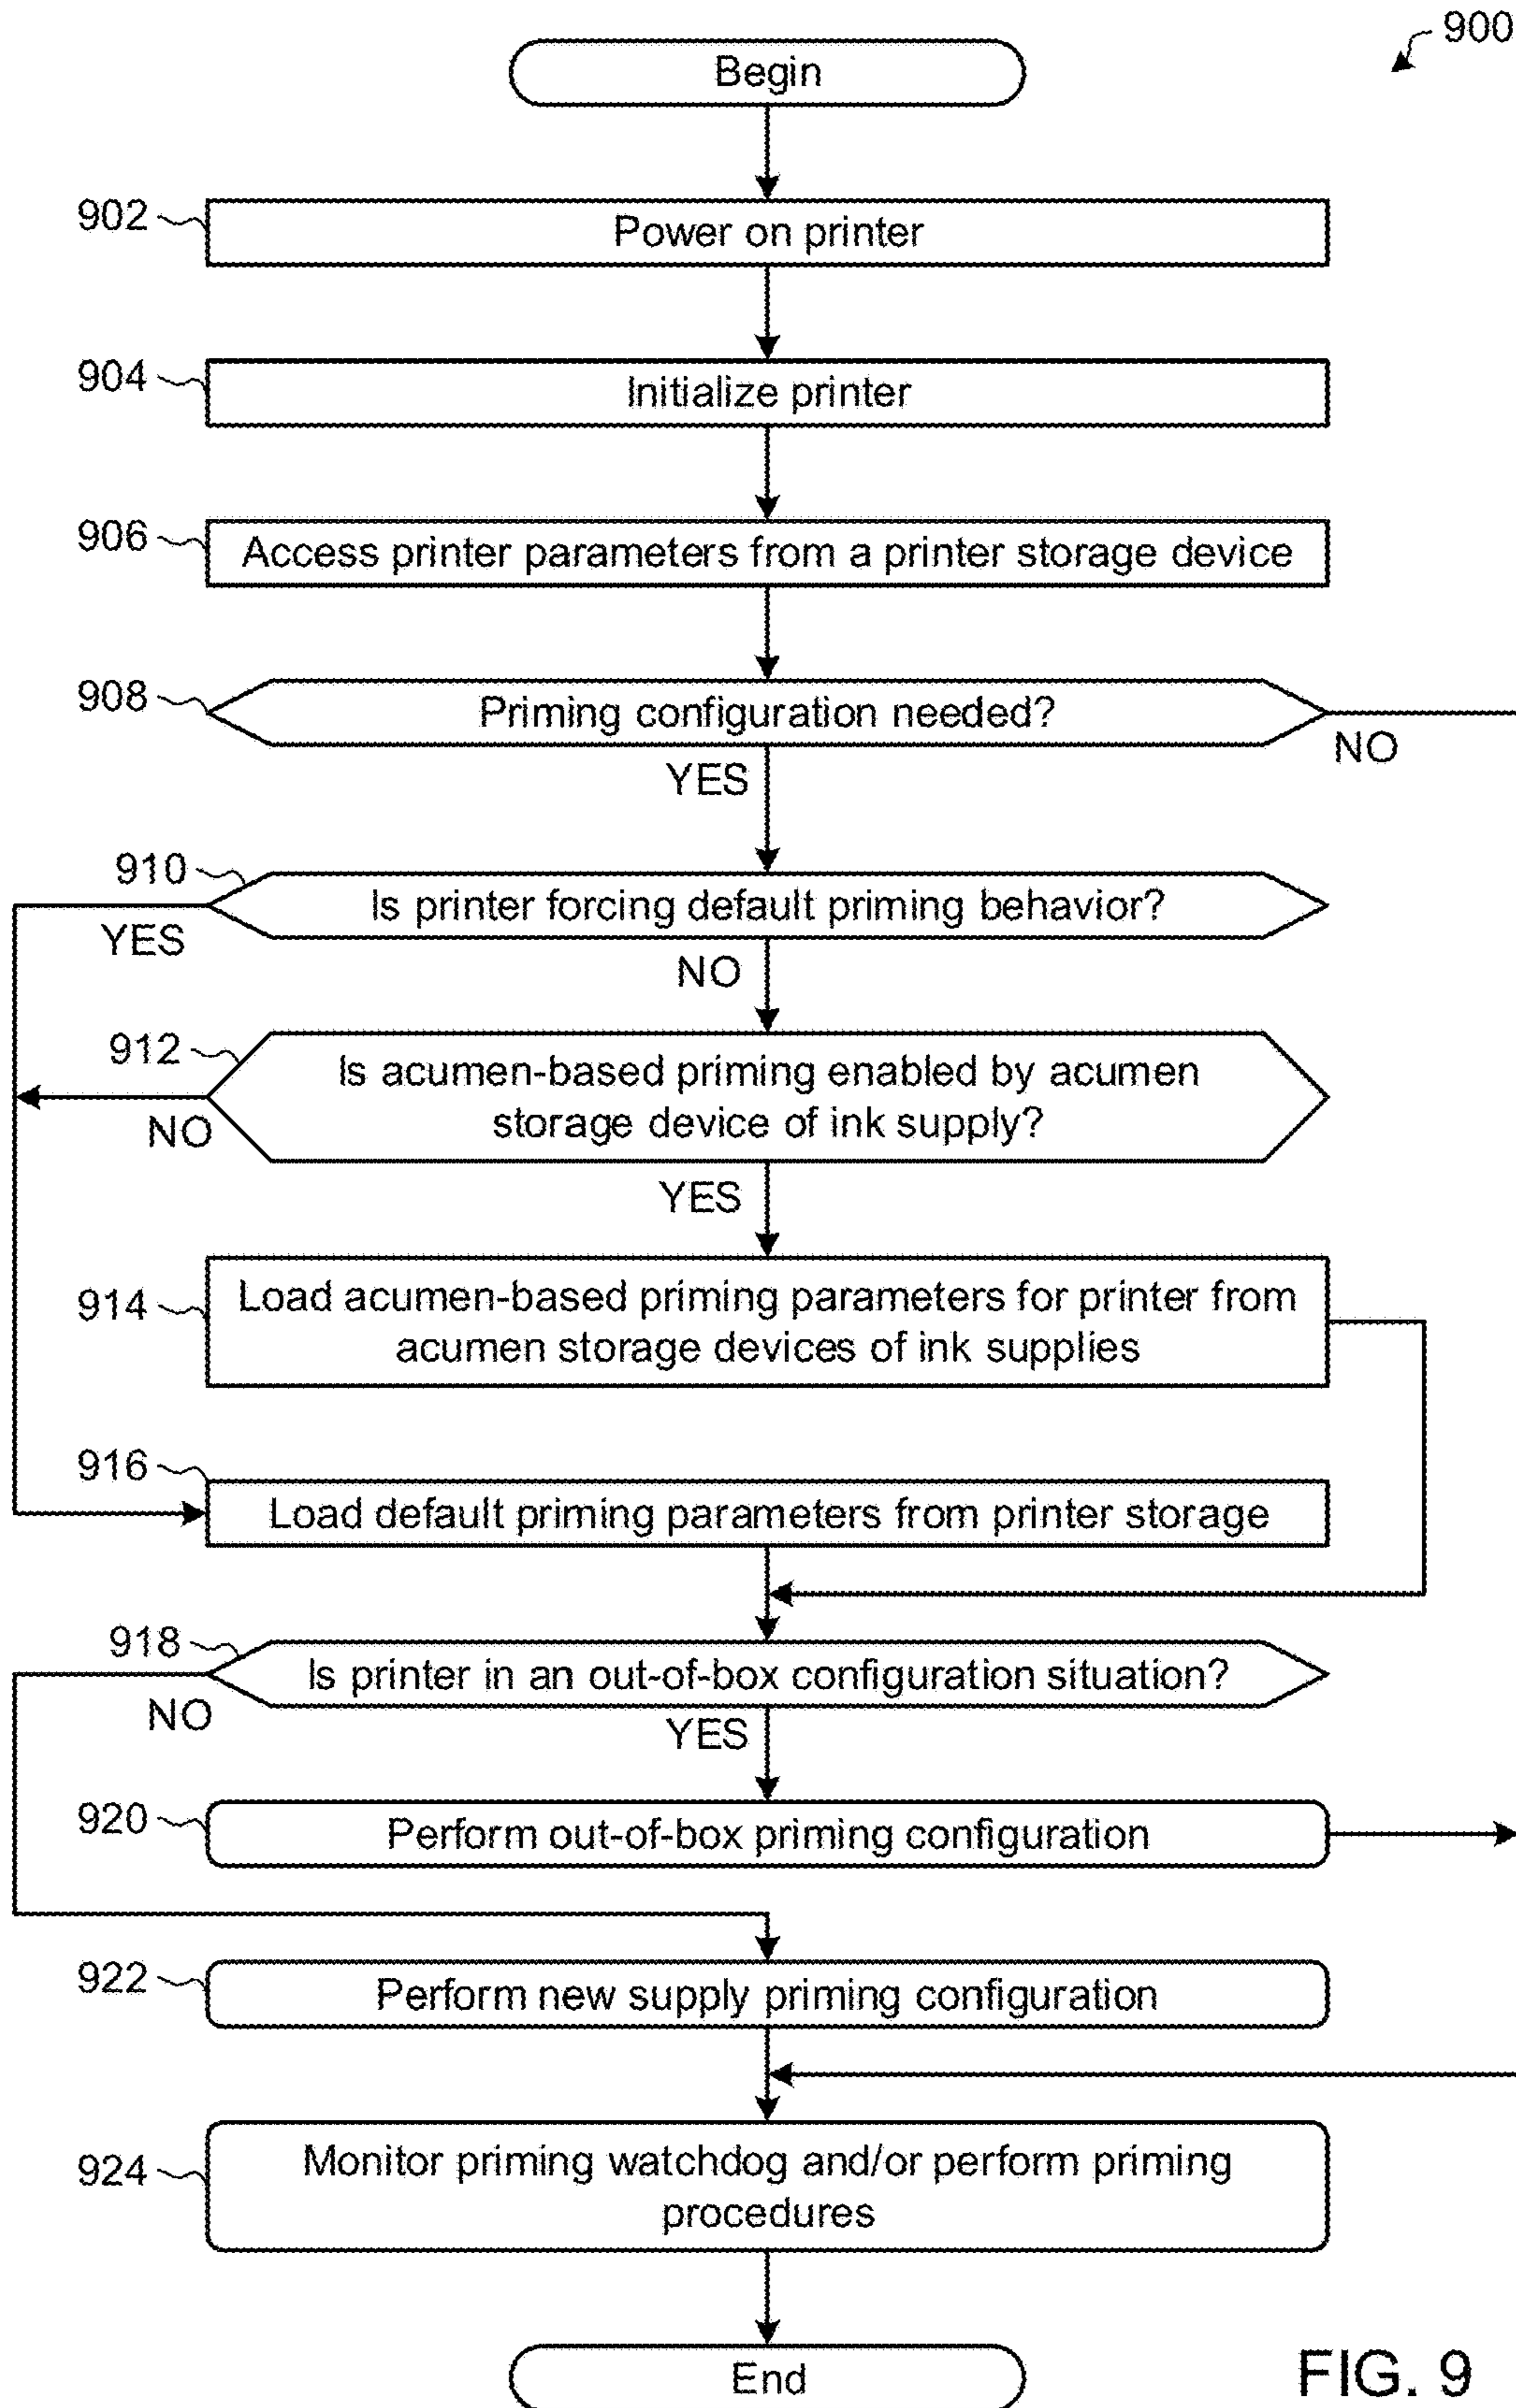 900
Begin
902
Power on printer
904
Initialize printer
906
Access printer parameters from a printer storage device
908
Priming configuration needed?
NO
YES
910
Is printer forcing default priming behavior?
YES
NO
912
Is acumen-based priming enabled by acumen
storage device of ink supply?
NO
YES
914
Load acumen-based priming parameters for printer from
acumen storage devices of ink supplies
916
Load default priming parameters from printer storage
918
Is printer in an out-of-box configuration situation?
NO
YES
920
Perform out-of-box priming configuration
922
Perform new supply priming configuration
924
Monitor priming watchdog and/or perform priming
procedures
End
FIG. 9